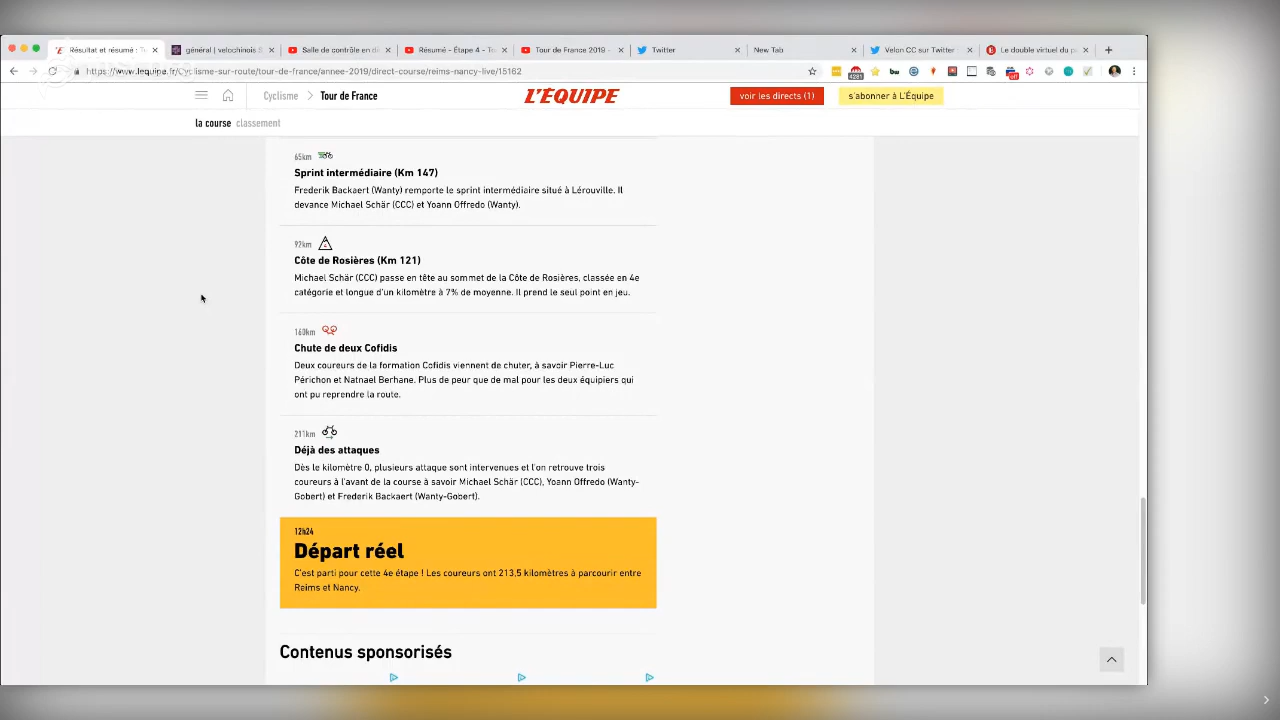 Résultat et résumé : To
général | velochinois.s
Salle de contrôle en dé
Résumé - Étape 4 - To
Tour de France 2019 -
Twitter
New Tab
Velon CC sur Twitter
Le double virtuel du pe
https://www.lequipe.fr/Cyclisme-sur-route/tour-de-france/annee-2019/direct-course/reims-nancy-live/15162
4281
off
Cyclisme > Tour de France
L'ÉQUIPE
voir les directs (1)
s'abonner à L'Équipe
la course classement
65km
Sprint intermédiaire (Km 147)
Frederik Backaert (Wanty) remporte le sprint intermédiaire situé à Lérouville. Il
devance Michael Schär (CCC) et Yoann Offredo (Wanty).
92km
Côte de Rosières (Km 121)
Michael Schär (CCC) passe en tête au sommet de la Côte de Rosières, classée en 4e
catégorie et longue d'un kilomètre à 7% de moyenne. Il prend le seul point en jeu.
160km
Chute de deux Cofidis
Deux coureurs de la formation Cofidis viennent de chuter, à savoir Pierre-Luc
Périchon et Natnael Berhane. Plus de peur que de mal pour les deux équipiers qui
ont pu reprendre la route.
211km
Déjà des attaques
Dès le kilomètre 0, plusieurs attaque sont intervenues et l'on retrouve trois
coureurs à l'avant de la course à savoir Michael Schär (CCC), Yoann Offredo (Wanty-
Gobert) et Frederik Backaert (Wanty-Gobert).
12h24
Départ réel
C'est parti pour cette 4e étape ! Les coureurs ont 213,5 kilomètres à parcourir entre
Reims et Nancy.
Contenus sponsorisés